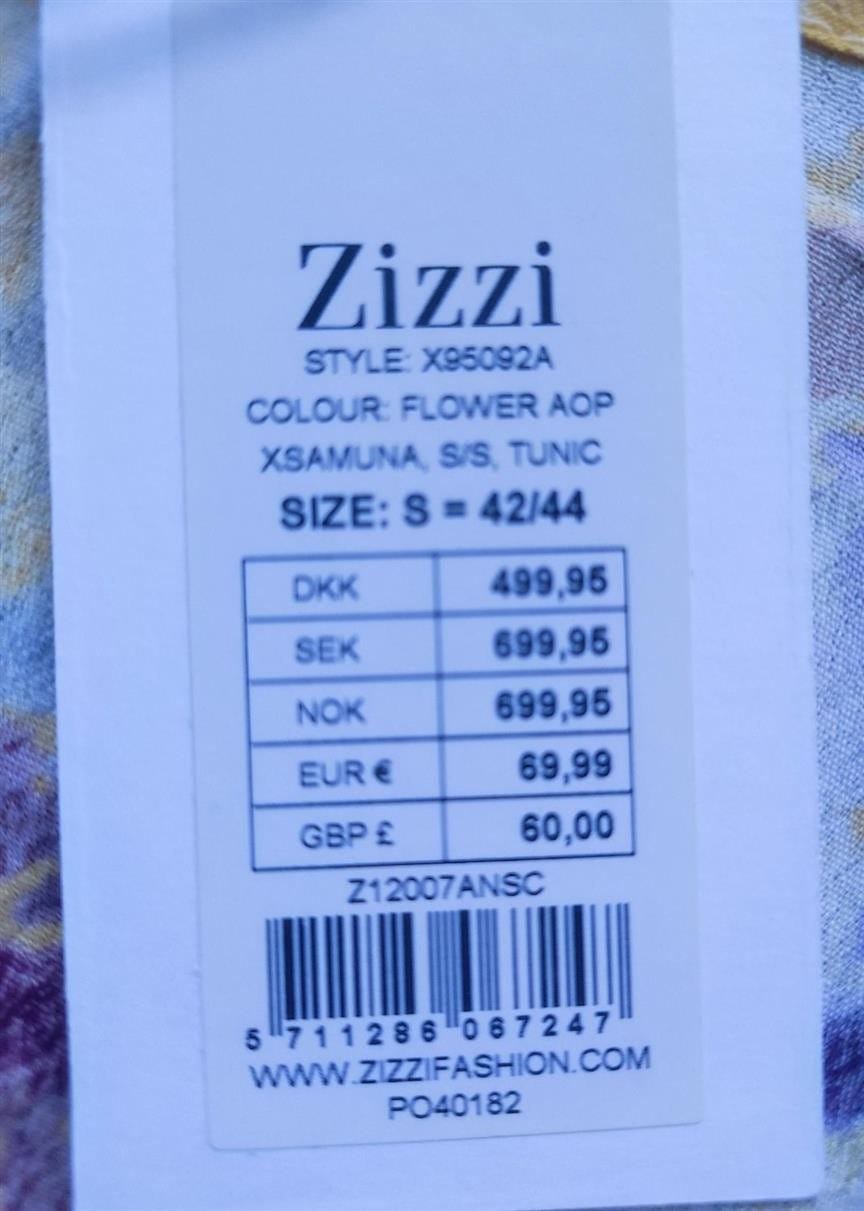 Zizzi
STYLE: X95092A
COLOUR: FLOWER AOP
XSAMUNA, S/S, TUNIC
SIZE: S = 42/44
DKK 499,95
SEK 699,95
NOK 699,95
EUR € 69,99
GBP £ 60,00
Z12007ANSC
5 711286 067247
WWW.ZIZZIFASHION.COM
PO40182